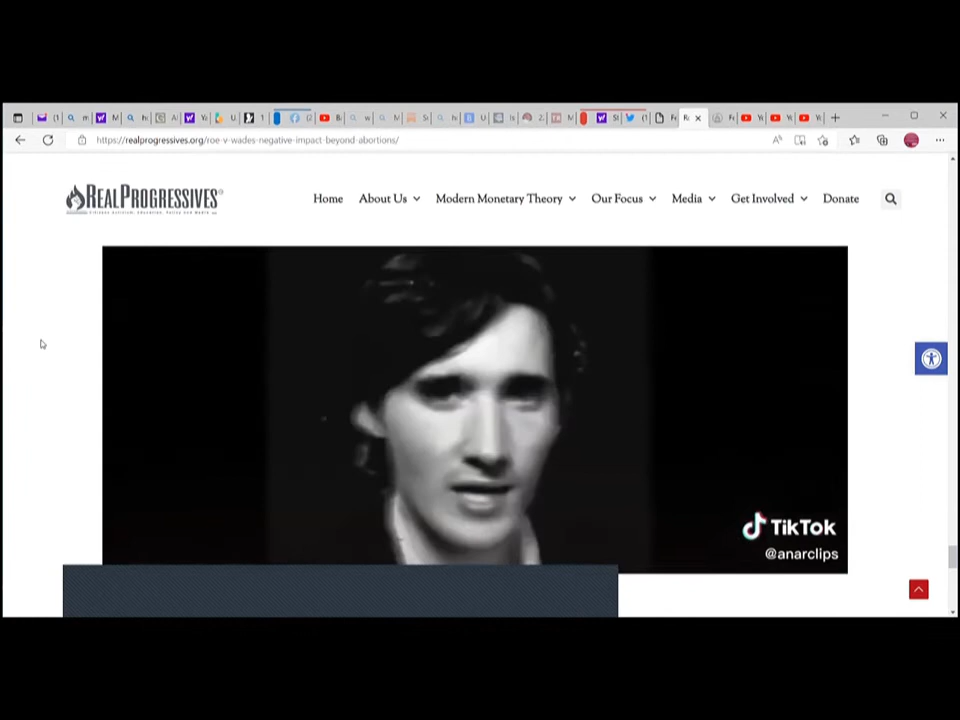 https://realprogressives.org/roe-v-wades-negative-impact-beyond-abortions/
REALPROGRESSIVES
Home About Us Modern Monetary Theory Our Focus Media Get Involved Donate
TikTok
@anarclips